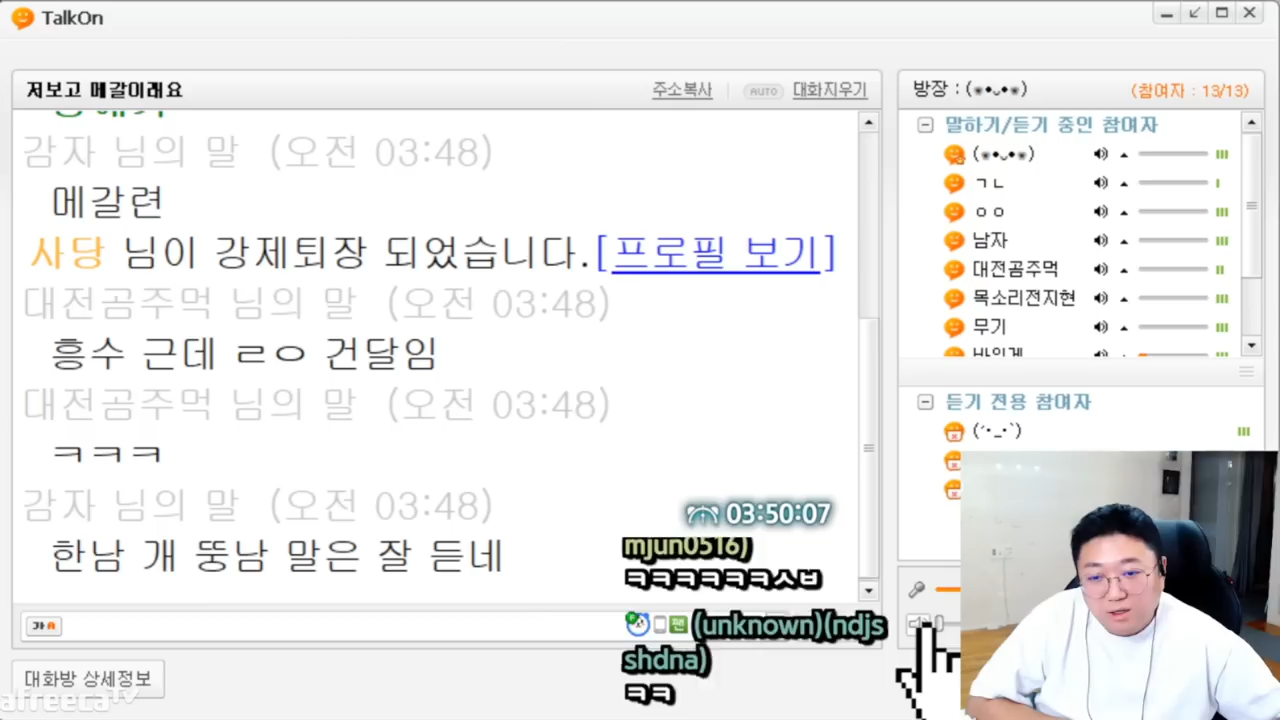 TalkOn
저보고 메갈이래요
주소복사
AUTO
대화지우기
감자 님의 말 (오전 03:48)
메갈련
사당 님이 강제퇴장 되었습니다.[프로필 보기]
대전곰주먹 님의 말 (오전 03:48)
흥수 근데 ㄹㅇ 건달임
대전곰주먹 님의 말 (오전 03:48)
ㅋㅋㅋ
감자 님의 말 (오전 03:48)
한남 개 뚱남 말은 잘 듣네
가
대화방 상세정보
방장 : (◉•ᴗ•◉)
(참여자 : 13/13)
말하기/듣기 중인 참여자
(◉•ᴗ•◉)
ㄱㄴ
ㅇㅇ
남자
대전곰주먹
목소리전지현
무기
듣기 전용 참여자
(´•_•`)
03:50:07
mjun0516)
ㅋㅋㅋㅋㅋㅋㅅㅂ
팬 (unknown)(ndjs
shdna)
ㅋㅋ
afreecaTV